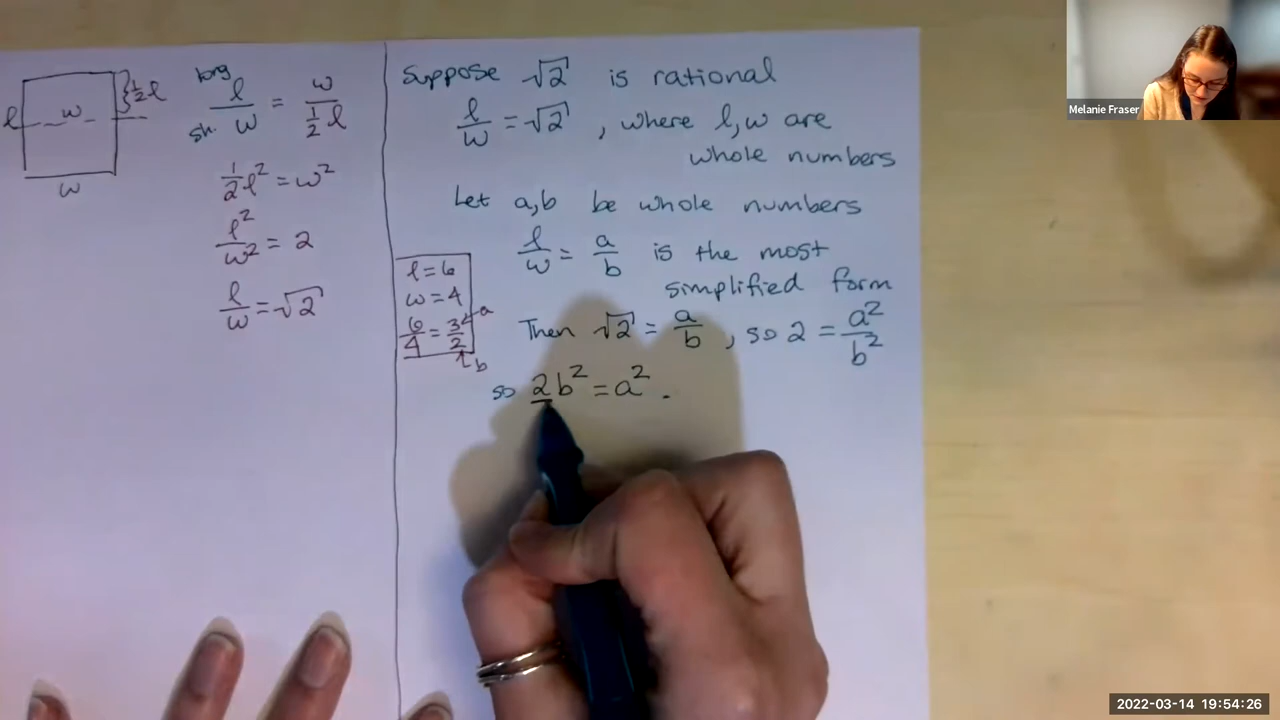 l
w
}½l
w
long l/w = w/½l
sh.
½l² = w²
l²/w² = 2
l/w = √2
Suppose √2 is rational
l/w = √2, where l, w are
whole numbers
Let a,b be whole numbers
l/w = a/b is the most
simplified form
l=6
w=4
6/4 = 3/2
←a
↑b
Then √2 = a/b, so 2 = a²/b²
so 2b² = a².
Melanie Fraser
2022-03-14 19:54:26